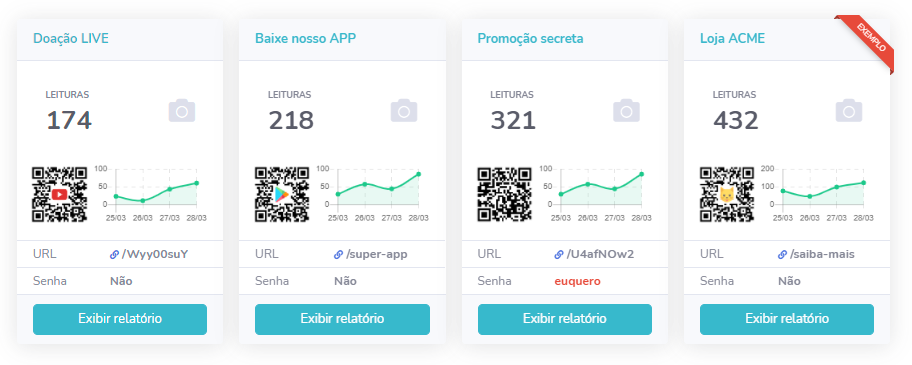 Doação LIVE
LEITURAS
174
100
50
0
25/03 26/03 27/03 28/03
URL /Wyy00suY
Senha Não
Exibir relatório
Baixe nosso APP
LEITURAS
218
100
50
0
25/03 26/03 27/03 28/03
URL /super-app
Senha Não
Exibir relatório
Promoção secreta
LEITURAS
321
100
50
0
25/03 26/03 27/03 28/03
URL /U4afNOw2
Senha euquero
Exibir relatório
Loja ACME
EXEMPLO
LEITURAS
432
200
100
0
25/03 26/03 27/03 28/03
URL /saiba-mais
Senha Não
Exibir relatório